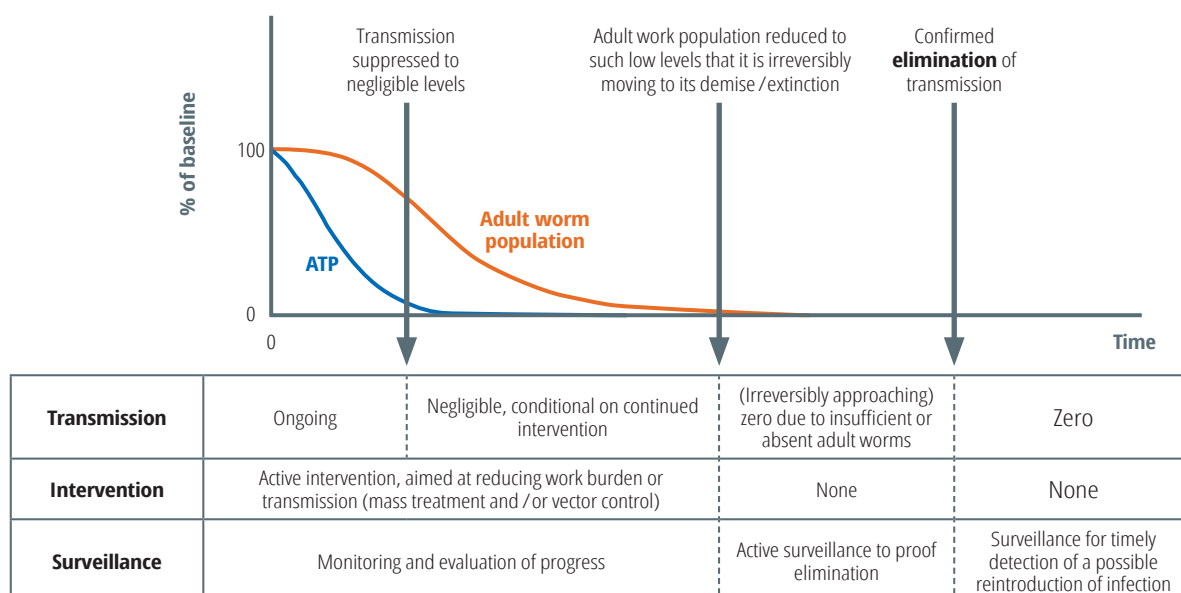 Transmission
suppressed to
negligible levels
Adult work population reduced to
such low levels that it is irreversibly
moving to its demise / extinction
Confirmed
elimination of
transmission
% of baseline
100
0
0
Time
ATP
Adult worm
population
Transmission
Ongoing
Negligible, conditional on continued
intervention
(Irreversibly approaching)
zero due to insufficient or
absent adult worms
Zero
Intervention
Active intervention, aimed at reducing work burden or
transmission (mass treatment and / or vector control)
None
None
Surveillance
Monitoring and evaluation of progress
Active surveillance to proof
elimination
Surveillance for timely
detection of a possible
reintroduction of infection